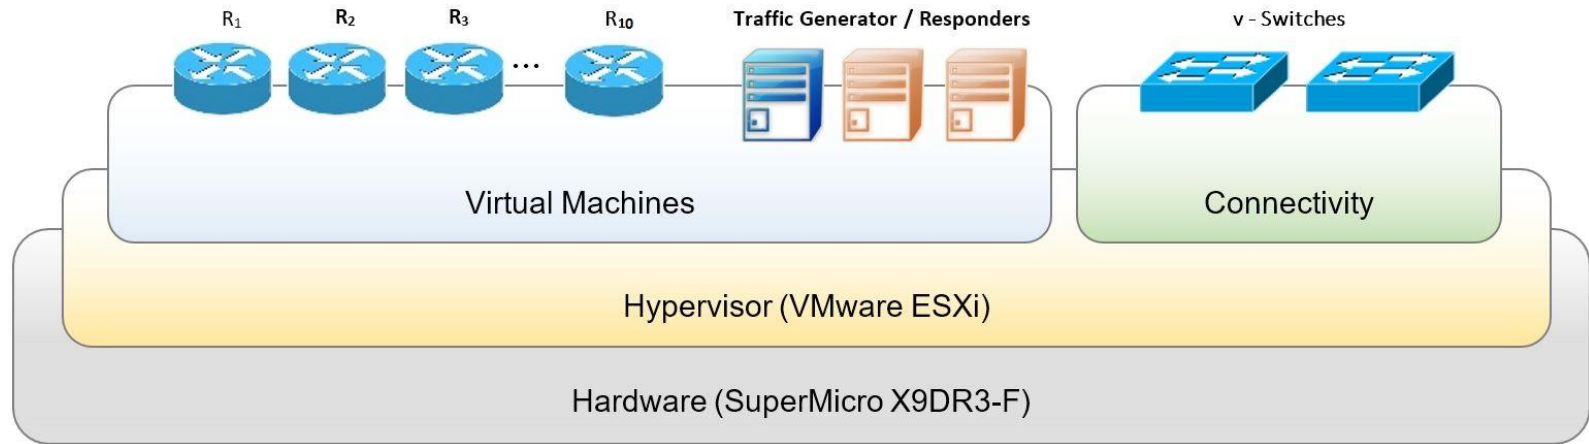 R1 R2 R3 ... R10 Traffic Generator / Responders v - Switches
Virtual Machines Connectivity
Hypervisor (VMware ESXi)
Hardware (SuperMicro X9DR3-F)